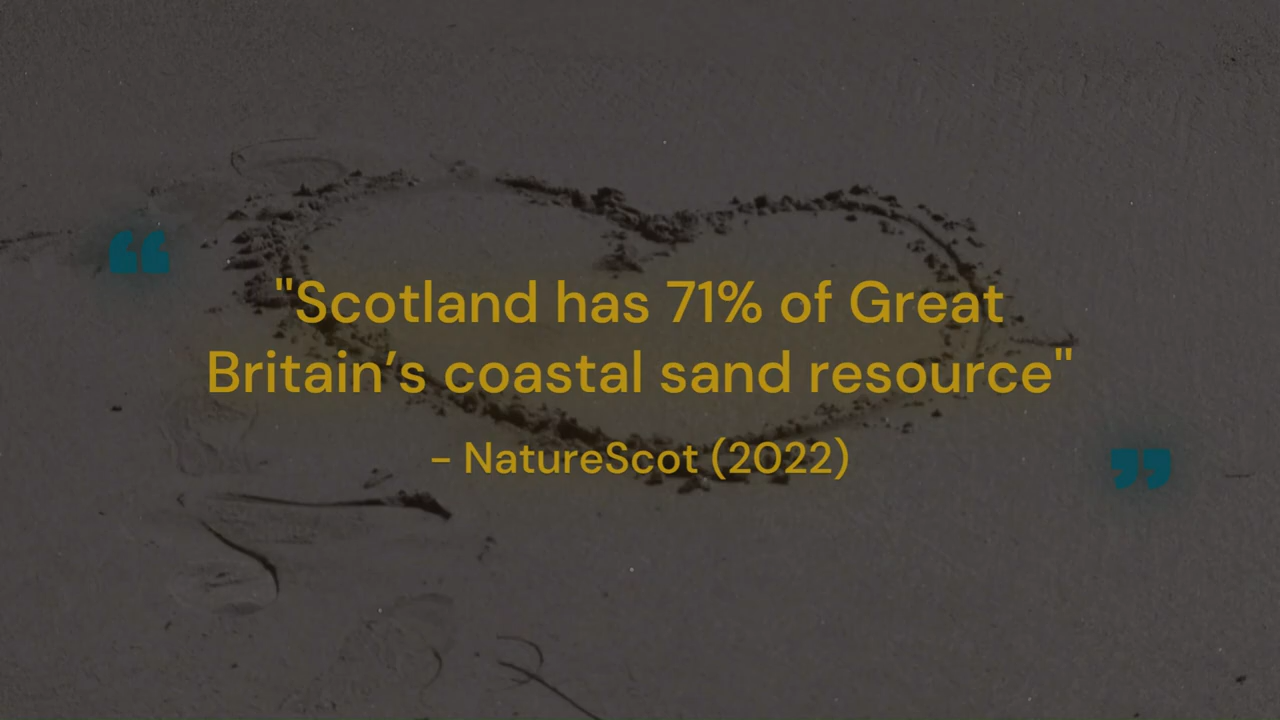 "Scotland has 71% of Great
Britain’s coastal sand resource"
– NatureScot (2022)